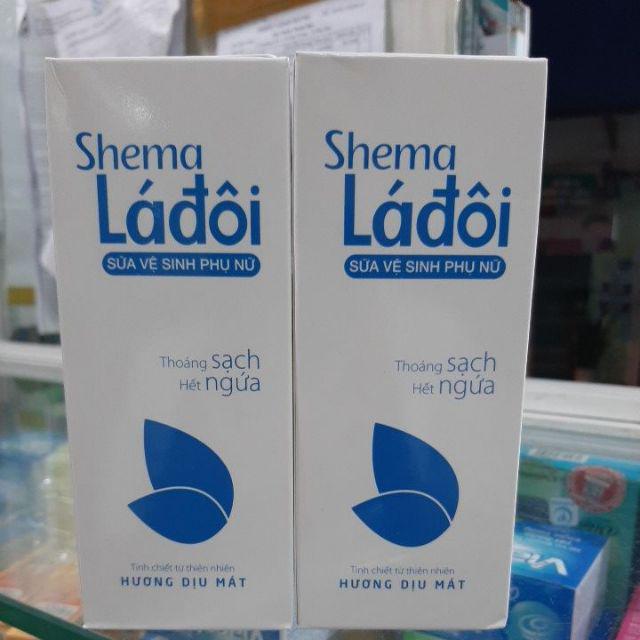 Shema
Láđôi
SỮA VỆ SINH PHỤ NỮ
Thoáng sạch
Hết ngứa
Tinh chiết từ thiên nhiên
HƯƠNG DỊU MÁT
Shema
Láđôi
SỮA VỆ SINH PHỤ NỮ
Thoáng sạch
Hết ngứa
Tinh chiết từ thiên nhiên
HƯƠNG DỊU MÁT